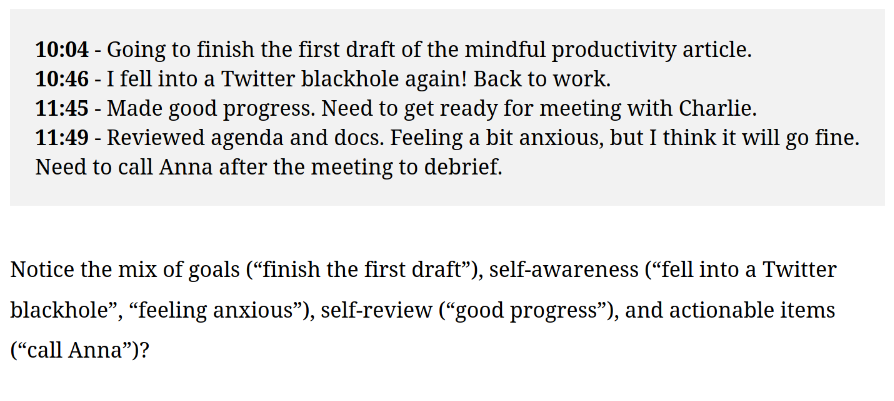 10:04 - Going to finish the first draft of the mindful productivity article.
10:46 - I fell into a Twitter blackhole again! Back to work.
11:45 - Made good progress. Need to get ready for meeting with Charlie.
11:49 - Reviewed agenda and docs. Feeling a bit anxious, but I think it will go fine.
Need to call Anna after the meeting to debrief.
Notice the mix of goals (“finish the first draft”), self-awareness (“fell into a Twitter
blackhole”, “feeling anxious”), self-review (“good progress”), and actionable items
(“call Anna”)?